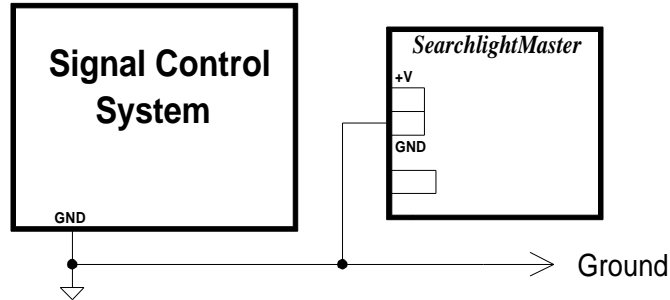 Signal Control
System
GND
SearchlightMaster
+V
GND
Ground